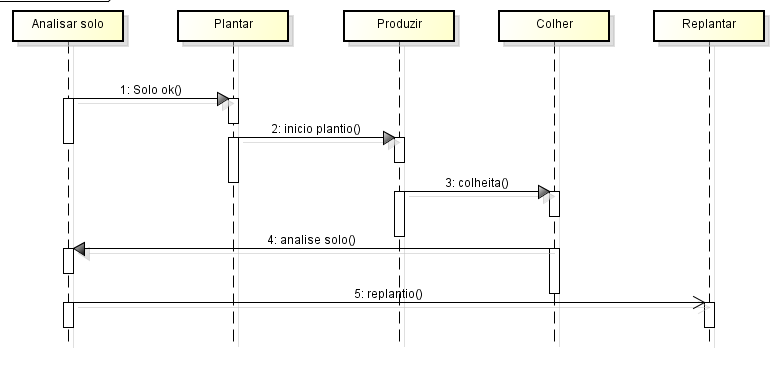 Analisar solo
Plantar
Produzir
Colher
Replantar
1: Solo ok()
2: inicio plantio()
3: colheita()
4: analise solo()
5: replantio()